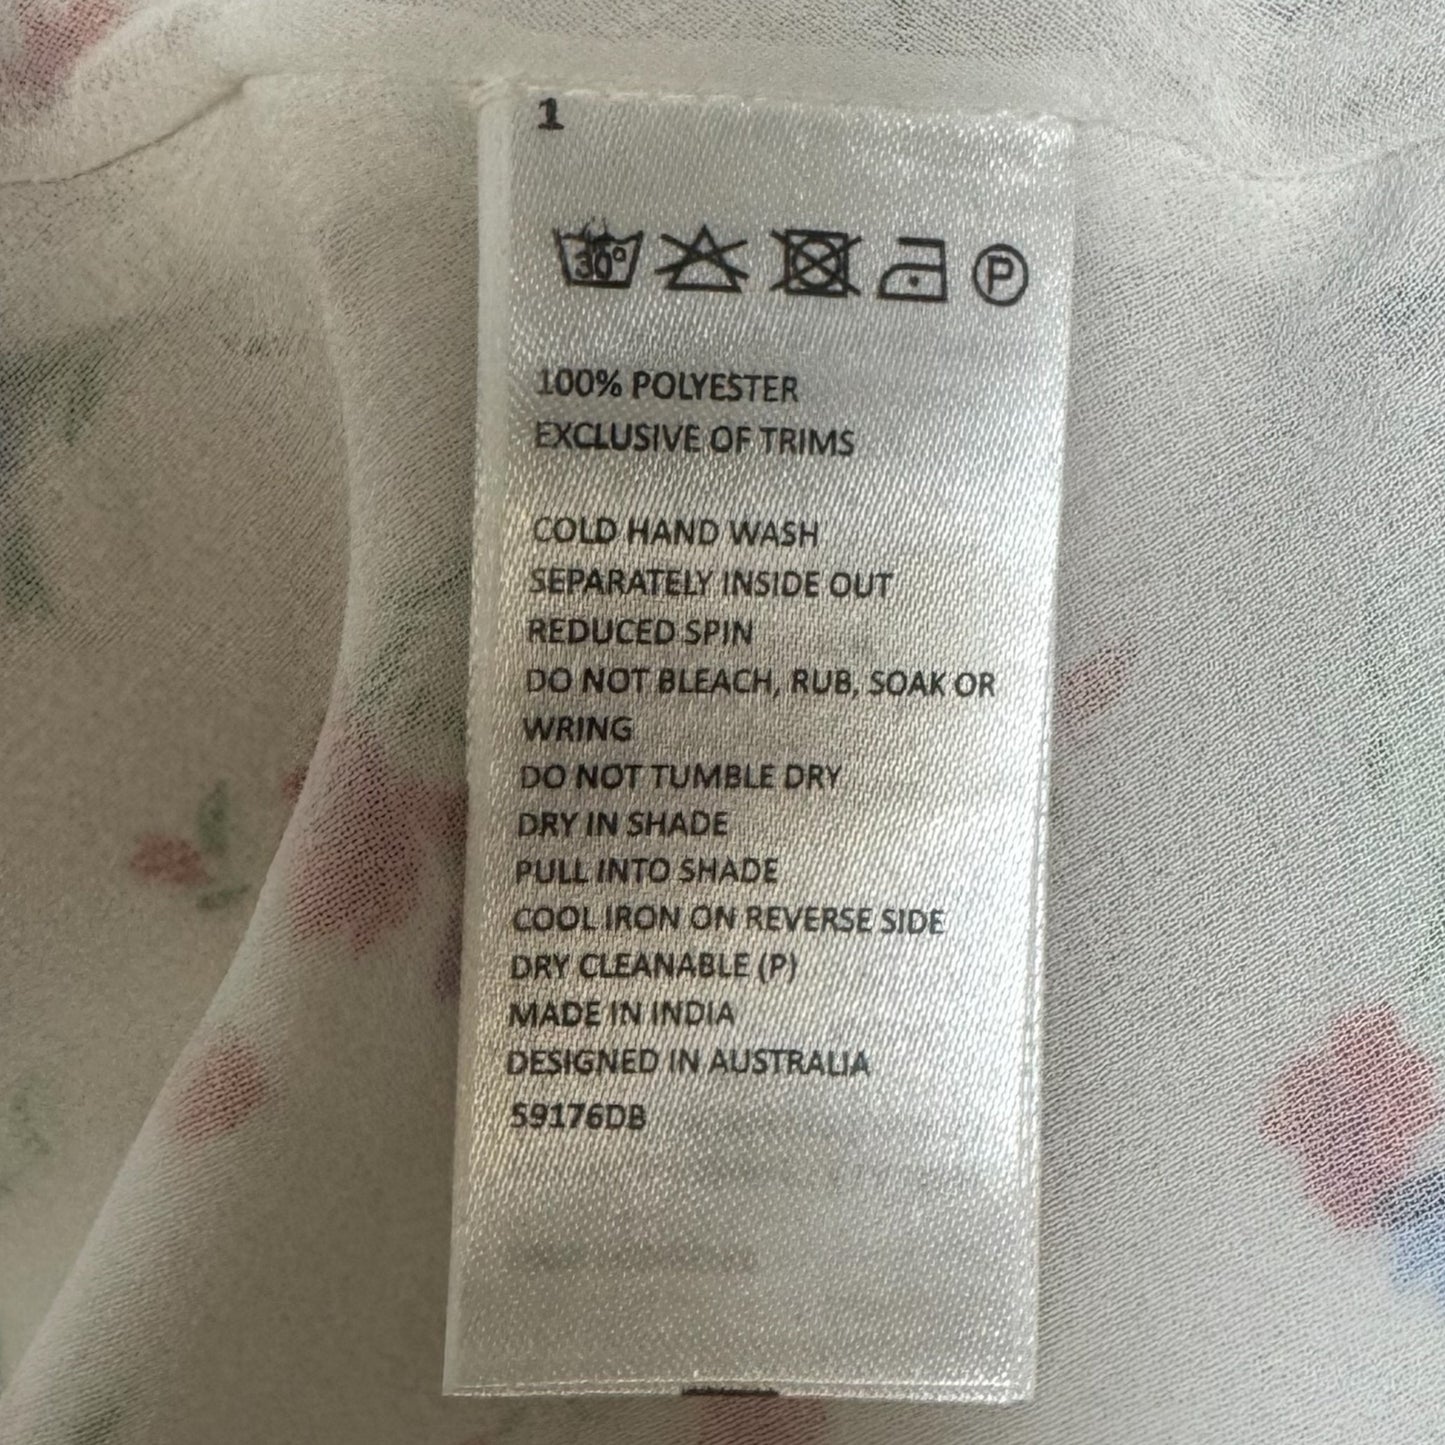 1
30° P
100% POLYESTER
EXCLUSIVE OF TRIMS
COLD HAND WASH
SEPARATELY INSIDE OUT
REDUCED SPIN
DO NOT BLEACH, RUB, SOAK OR
WRING
DO NOT TUMBLE DRY
DRY IN SHADE
PULL INTO SHADE
COOL IRON ON REVERSE SIDE
DRY CLEANABLE (P)
MADE IN INDIA
DESIGNED IN AUSTRALIA
59176DB